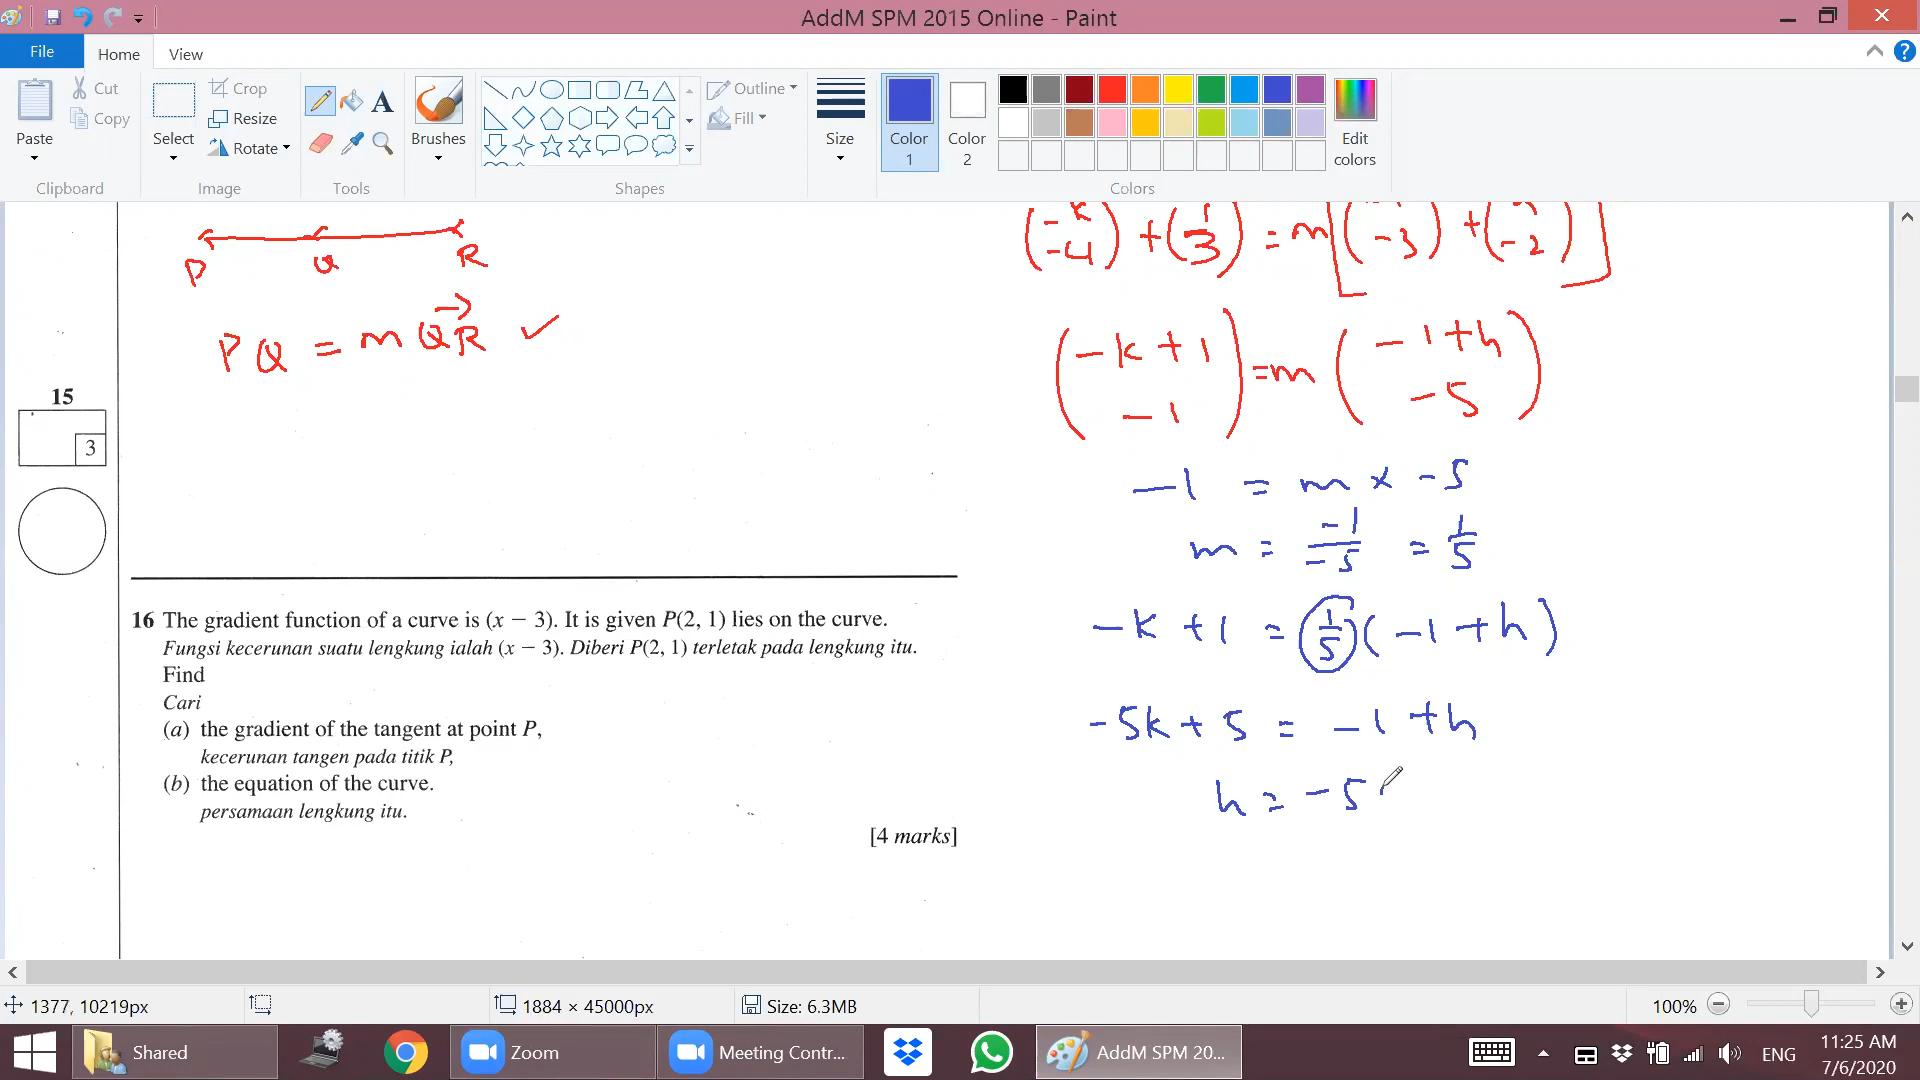 AddM SPM 2015 Online - Paint
File
Home
View
Paste
Cut
Copy
Clipboard
Select
Crop
Resize
Rotate
Image
Tools
Brushes
Shapes
Outline
Fill
Size
Color 1
Color 2
Edit colors
Colors
P Q R
PQ = m QR ✓
15
3
16 The gradient function of a curve is (x − 3). It is given P(2, 1) lies on the curve.
Fungsi kecerunan suatu lengkung ialah (x − 3). Diberi P(2, 1) terletak pada lengkung itu.
Find
Cari
(a) the gradient of the tangent at point P,
kecerunan tangen pada titik P,
(b) the equation of the curve.
persamaan lengkung itu.
[4 marks]
(-k -4) + (1 3) = m[( -3) + ( -2)]
(-k + 1 -1) = m (-1 + h -5)
-1 = m x -5
m = -1/-5 = 1/5
-k + 1 = 1/5 (-1 + h)
-5k + 5 = -1 + h
h = -5
1377, 10219px
1884 × 45000px
Size: 6.3MB
100%
Shared
Zoom
Meeting Contr...
AddM SPM 20...
ENG
11:25 AM
7/6/2020